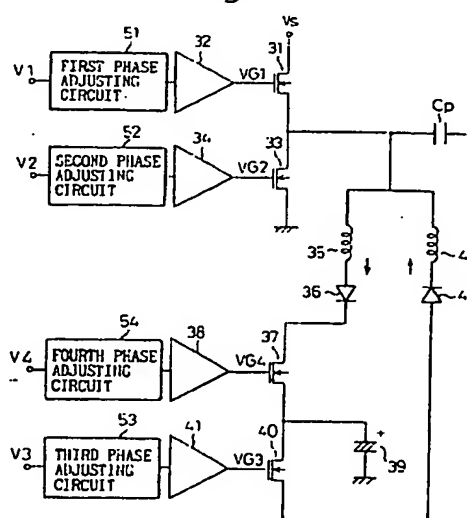 51
32
Vs
31
V1
FIRST PHASE
ADJUSTING
CIRCUIT
VG1
Cp
52
34
33
V2
SECOND PHASE
ADJUSTING
CIRCUIT
VG2
35
36
54
38
37
V4
FOURTH PHASE
ADJUSTING
CIRCUIT
VG4
53
41
40
V3
THIRD PHASE
ADJUSTING
CIRCUIT
VG3
+
39